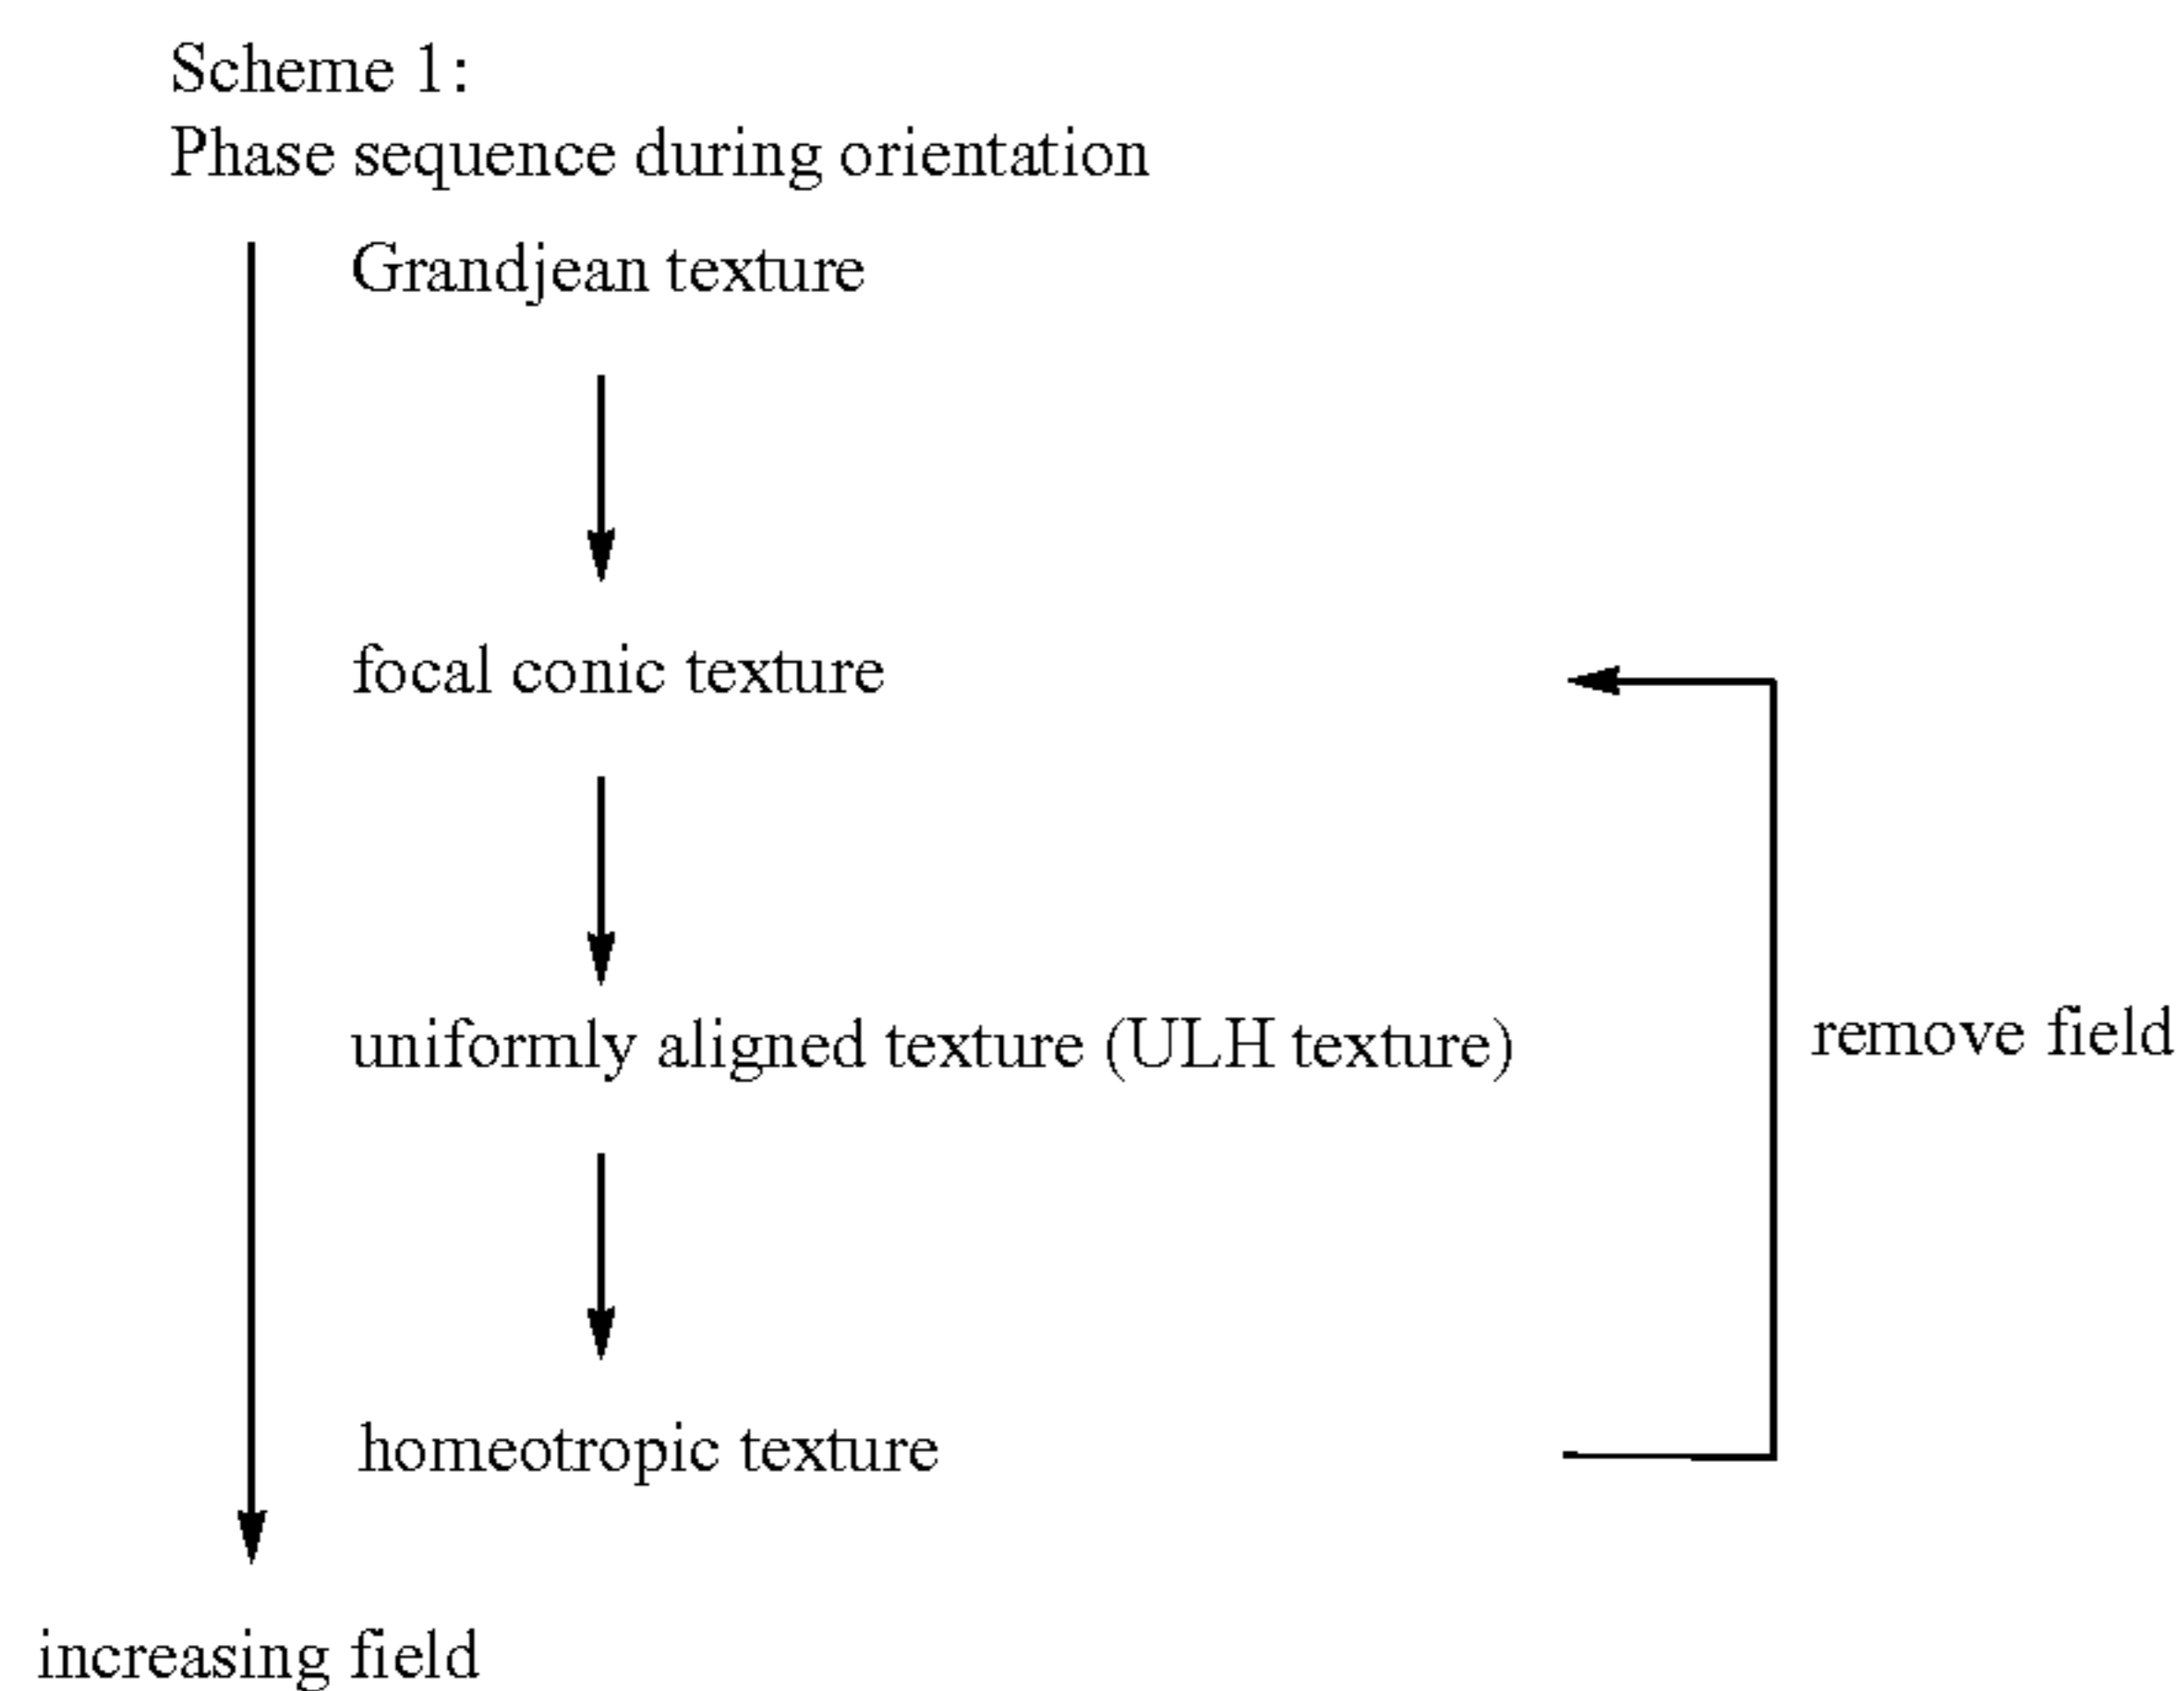 Scheme 1:
Phase sequence during orientation
Grandjean texture
focal conic texture
uniformly aligned texture (ULH texture)
remove field
homeotropic texture
increasing field